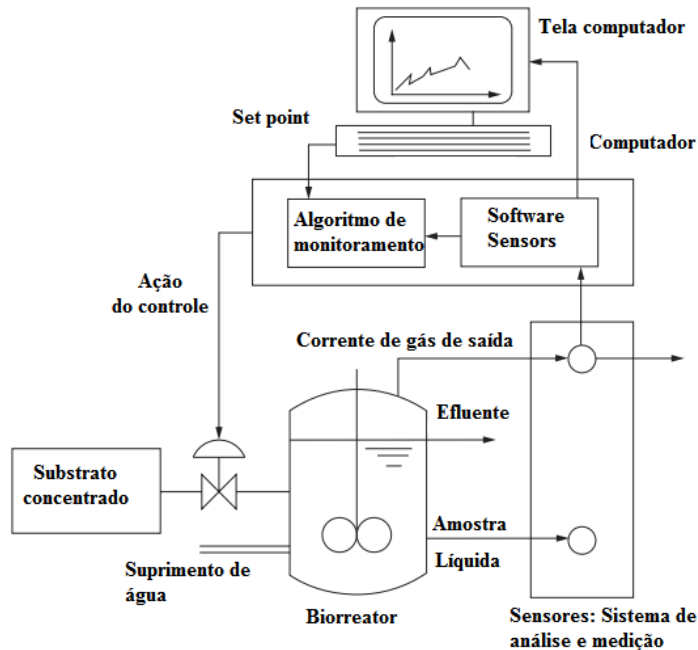 Tela computador
Set point
Computador
Algoritmo de
monitoramento
Software
Sensors
Ação
do controle
Corrente de gás de saída
Efluente
Substrato
concentrado
Amostra
Líquida
Suprimento de
água
Biorreator
Sensores: Sistema de
análise e medição